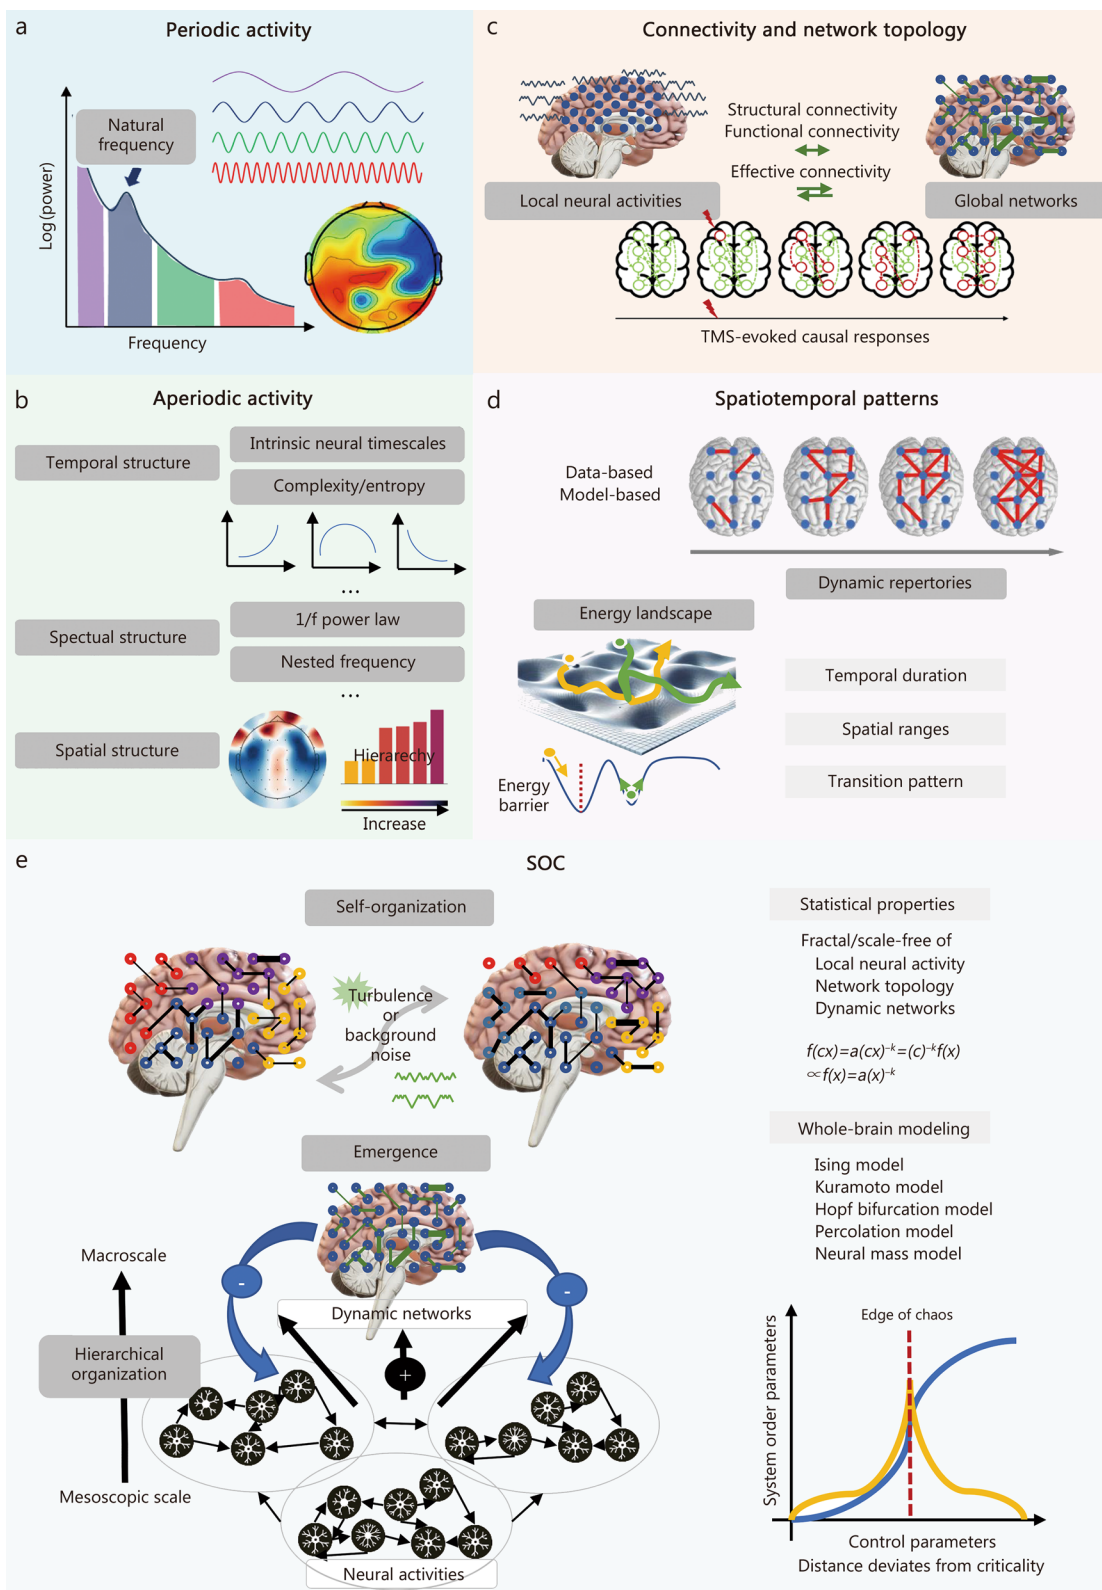 a
Periodic activity
Natural
frequency
Log(power)
Frequency
b
Aperiodic activity
Temporal structure
Intrinsic neural timescales
Complexity/entropy
...
Spectual structure
1/f power law
Nested frequency
...
Spatial structure
Hierarechy
Increase
c
Connectivity and network topology
Structural connectivity
Functional connectivity
Effective connectivity
Local neural activities
Global networks
TMS-evoked causal responses
d
Spatiotemporal patterns
Data-based
Model-based
Dynamic repertories
Energy landscape
Temporal duration
Spatial ranges
Transition pattern
Energy
barrier
e
SOC
Self-organization
Turbulence
or
background
noise
Emergence
Macroscale
Hierarchical
organization
Mesoscopic scale
-
-
Dynamic networks
+
Neural activities
Statistical properties
Fractal/scale-free of
Local neural activity
Network topology
Dynamic networks
f(cx)=a(cx)⁻ᵏ=(c)⁻ᵏf(x)
∝f(x)=a(x)⁻ᵏ
Whole-brain modeling
Ising model
Kuramoto model
Hopf bifurcation model
Percolation model
Neural mass model
Edge of chaos
System order parameters
Control parameters
Distance deviates from criticality